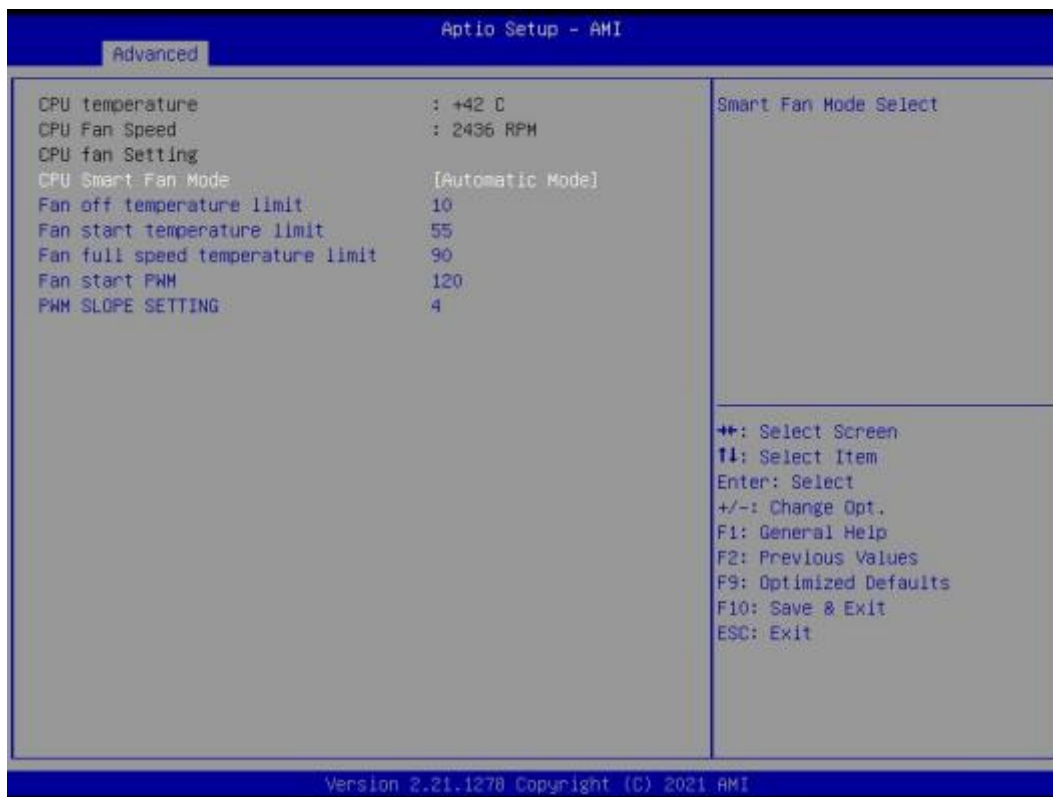 Aptio Setup - AMI
Advanced
CPU temperature : +42 C
CPU Fan Speed : 2436 RPM
CPU fan Setting
CPU Smart Fan Mode [Automatic Mode]
Fan off temperature limit 10
Fan start temperature limit 55
Fan full speed temperature limit 90
Fan start PWM 120
PWM SLOPE SETTING 4
Smart Fan Mode Select
→←: Select Screen
↑↓: Select Item
Enter: Select
+/-: Change Opt.
F1: General Help
F2: Previous Values
F9: Optimized Defaults
F10: Save & Exit
ESC: Exit
Version 2.21.1278 Copyright (C) 2021 AMI